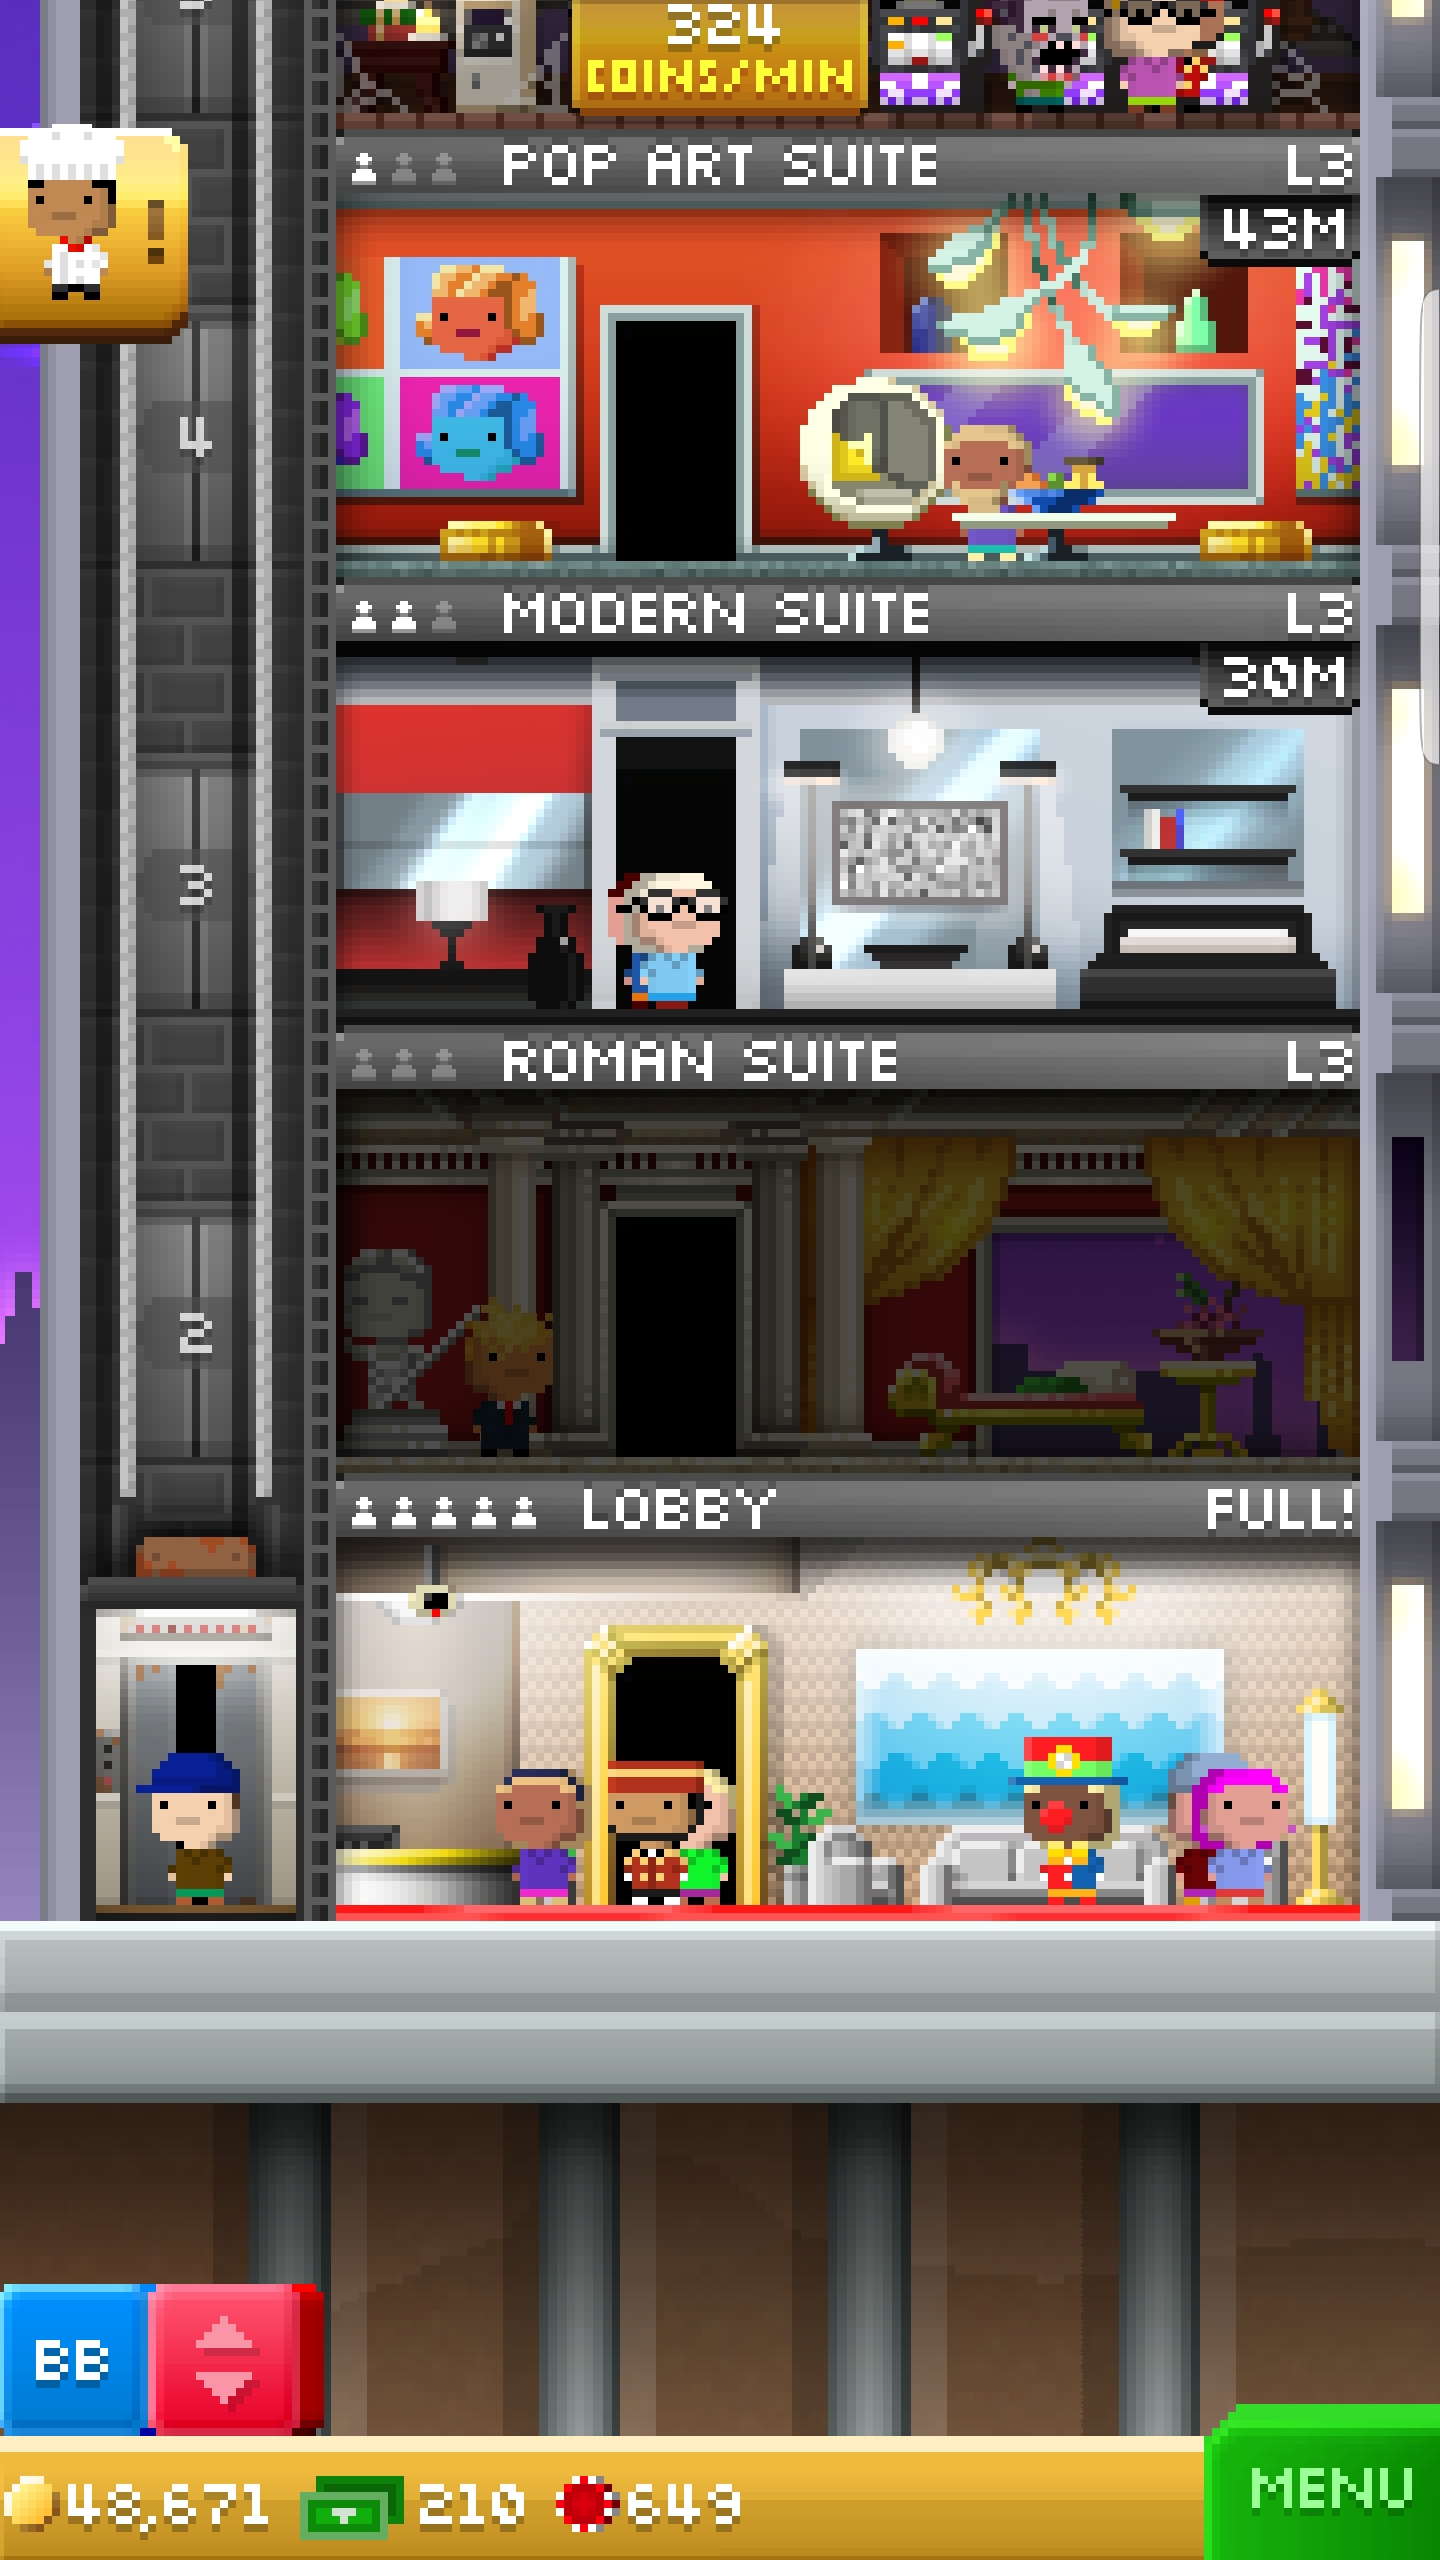 324
COINS/MIN
POP ART SUITE L3
43M
!
4
MODERN SUITE L3
30M
3
ROMAN SUITE L3
2
LOBBY FULL!
BB
48,671 210 649
MENU